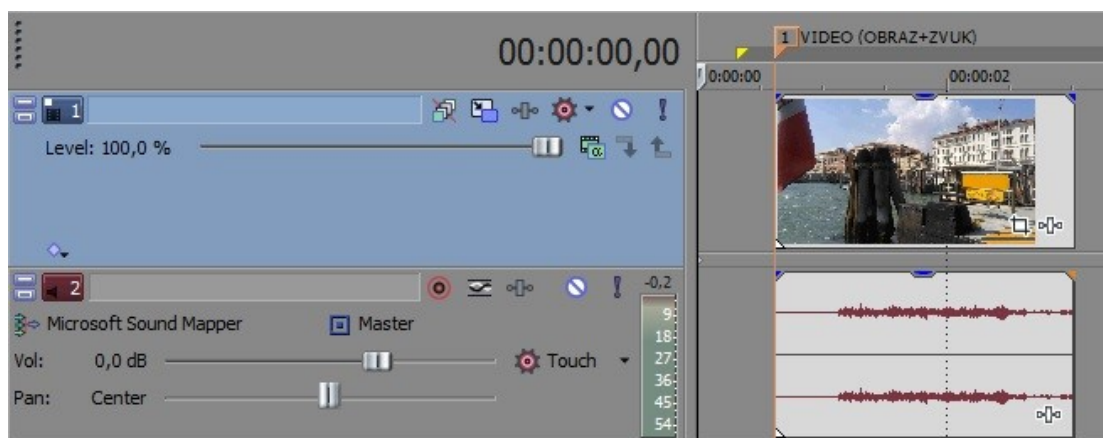 00:00:00,00
1 VIDEO (OBRAZ+ZVUK)
0:00:00 00:00:02
1
Level: 100,0 %
2
-0,2
Microsoft Sound Mapper Master
9
18
Vol: 0,0 dB Touch
27
36
Pan: Center
45
54